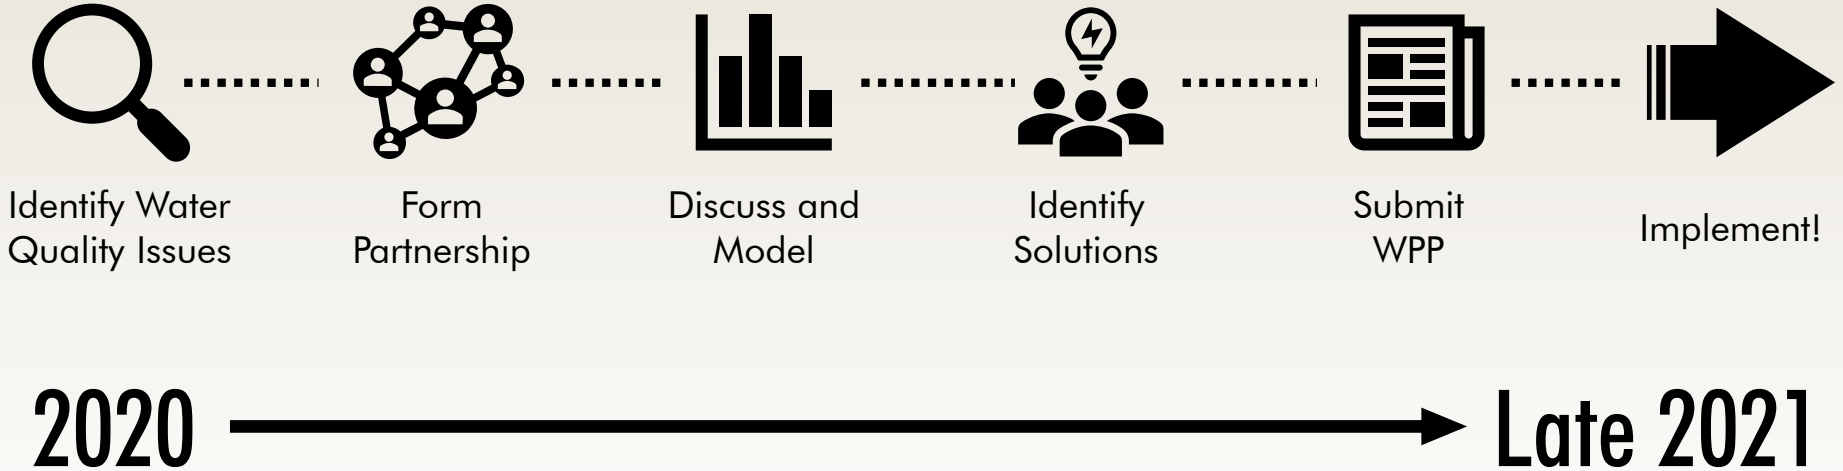 Identify Water
Quality Issues
Form
Partnership
Discuss and
Model
Identify
Solutions
Submit
WPP
Implement!
2020
Late 2021